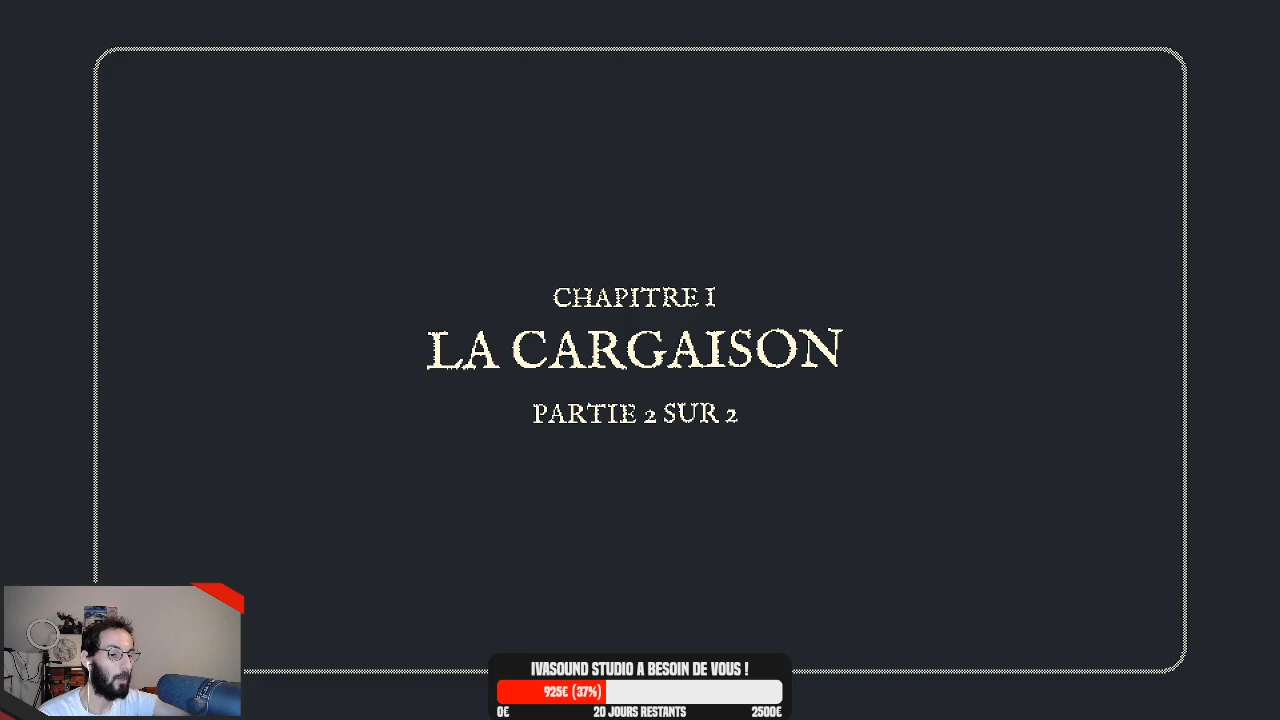 CHAPITRE I
LA CARGAISON
PARTIE 2 SUR 2
IVASOUND STUDIO A BESOIN DE VOUS !
925€ (37%)
0€ 20 JOURS RESTANTS 2500€